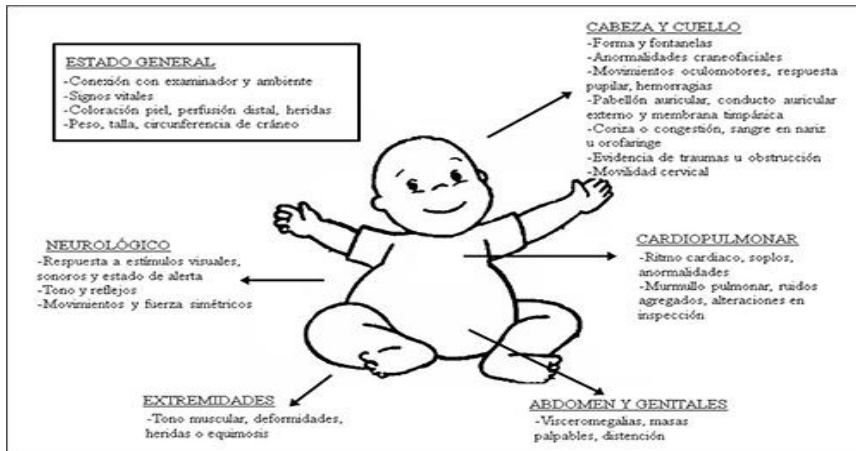 ESTADO GENERAL
-Conexión con examinador y ambiente
-Signos vitales
-Coloración piel, perfusión distal, heridas
-Peso, talla, circunferencia de cráneo
CABEZA Y CUELLO
-Forma y fontanelas
-Anormalidades craneofaciales
-Movimientos oculomotores, respuesta
pupilar, hemorragias
-Pabellón auricular, conducto auricular
externo y membrana timpánica
-Coriza o congestión, sangre en nariz
u orofaringe
-Evidencia de traumas u obstrucción
-Movilidad cervical
NEUROLÓGICO
-Respuesta a estímulos visuales,
sonoros y estado de alerta
-Tono y reflejos
-Movimientos y fuerza simétricos
CARDIOPULMONAR
-Ritmo cardiaco, soplos,
anormalidades
-Murmullo pulmonar, ruidos
agregados, alteraciones en
inspección
EXTREMIDADES
-Tono muscular, deformidades,
heridas o equimosis
ABDOMEN Y GENITALES
-Visceromegalias, masas
palpables, distención